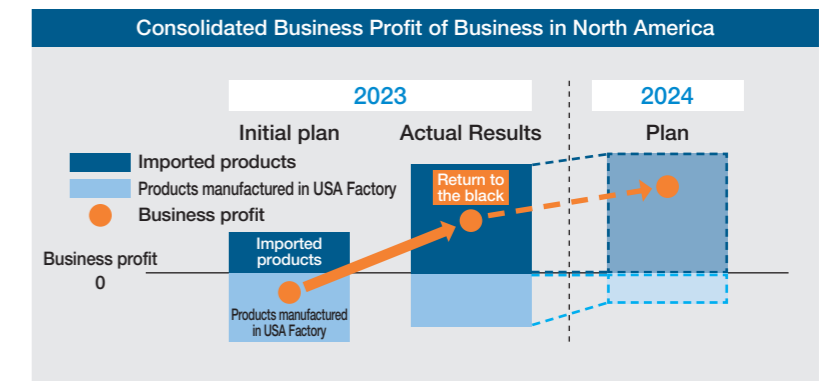 Consolidated Business Profit of Business in North America
2023
2024
Initial plan
Actual Results
Plan
Imported products
Products manufactured in USA Factory
Business profit
Return to
the black
Imported
products
Business profit
0
Products manufactured
in USA Factory